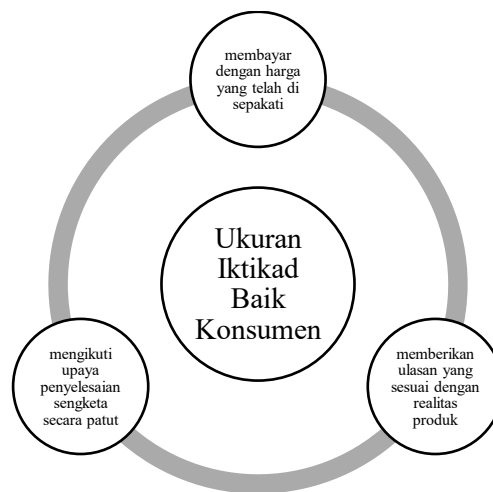 membayar
dengan harga
yang telah di
sepakati
Ukuran
Iktikad
Baik
Konsumen
mengikuti
upaya
penyelesaian
sengketa
secara patut
memberikan
ulasan yang
sesuai dengan
realitas
produk